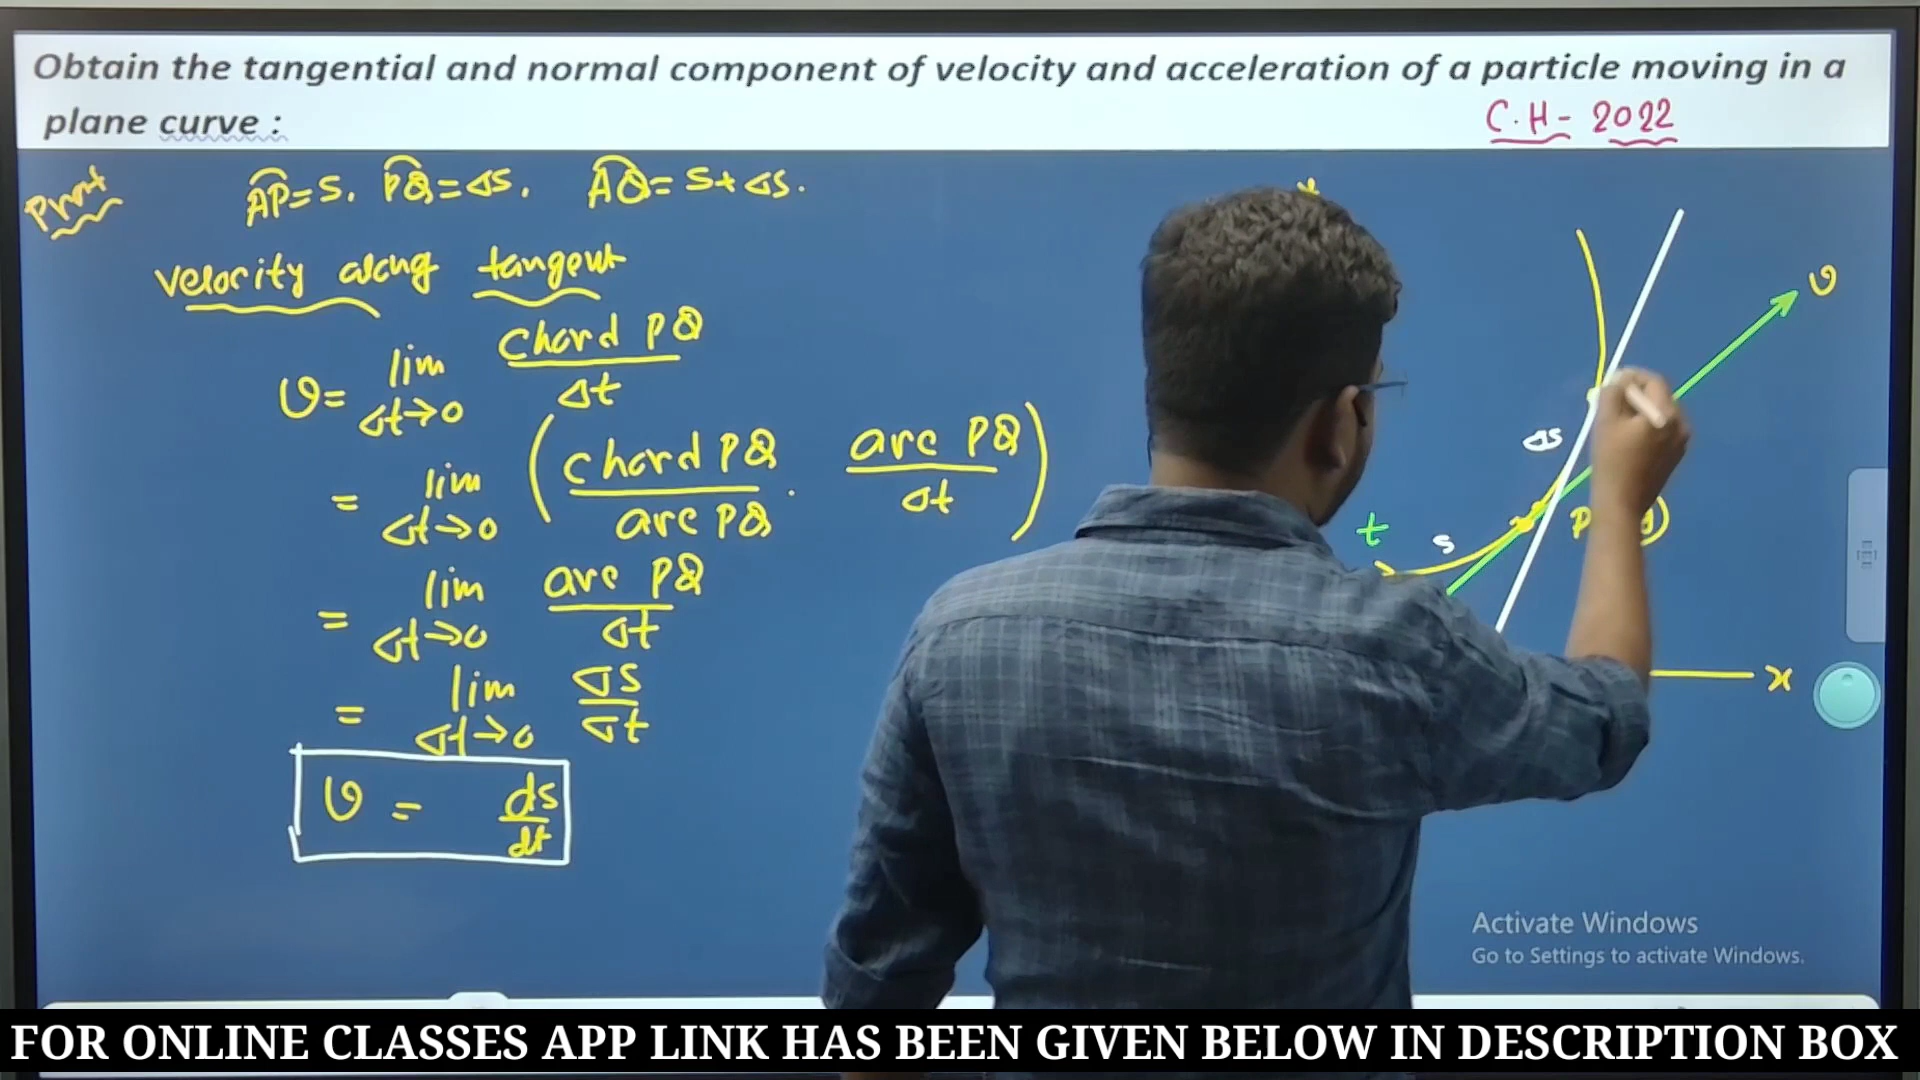 Obtain the tangential and normal component of velocity and acceleration of a particle moving in a
plane curve :
C.H- 2022
Proof
AP=s. PQ=Δs. AQ= s+Δs.
Velocity along tangent
v= lim Δt→0 chord PQ / Δt
= lim Δt→0 ( chord PQ / arc PQ . arc PQ / Δt )
= lim Δt→0 arc PQ / Δt
= lim Δt→0 Δs / Δt
v = ds / dt
v
Δs
t
s
P
x
Activate Windows
Go to Settings to activate Windows.
FOR ONLINE CLASSES APP LINK HAS BEEN GIVEN BELOW IN DESCRIPTION BOX